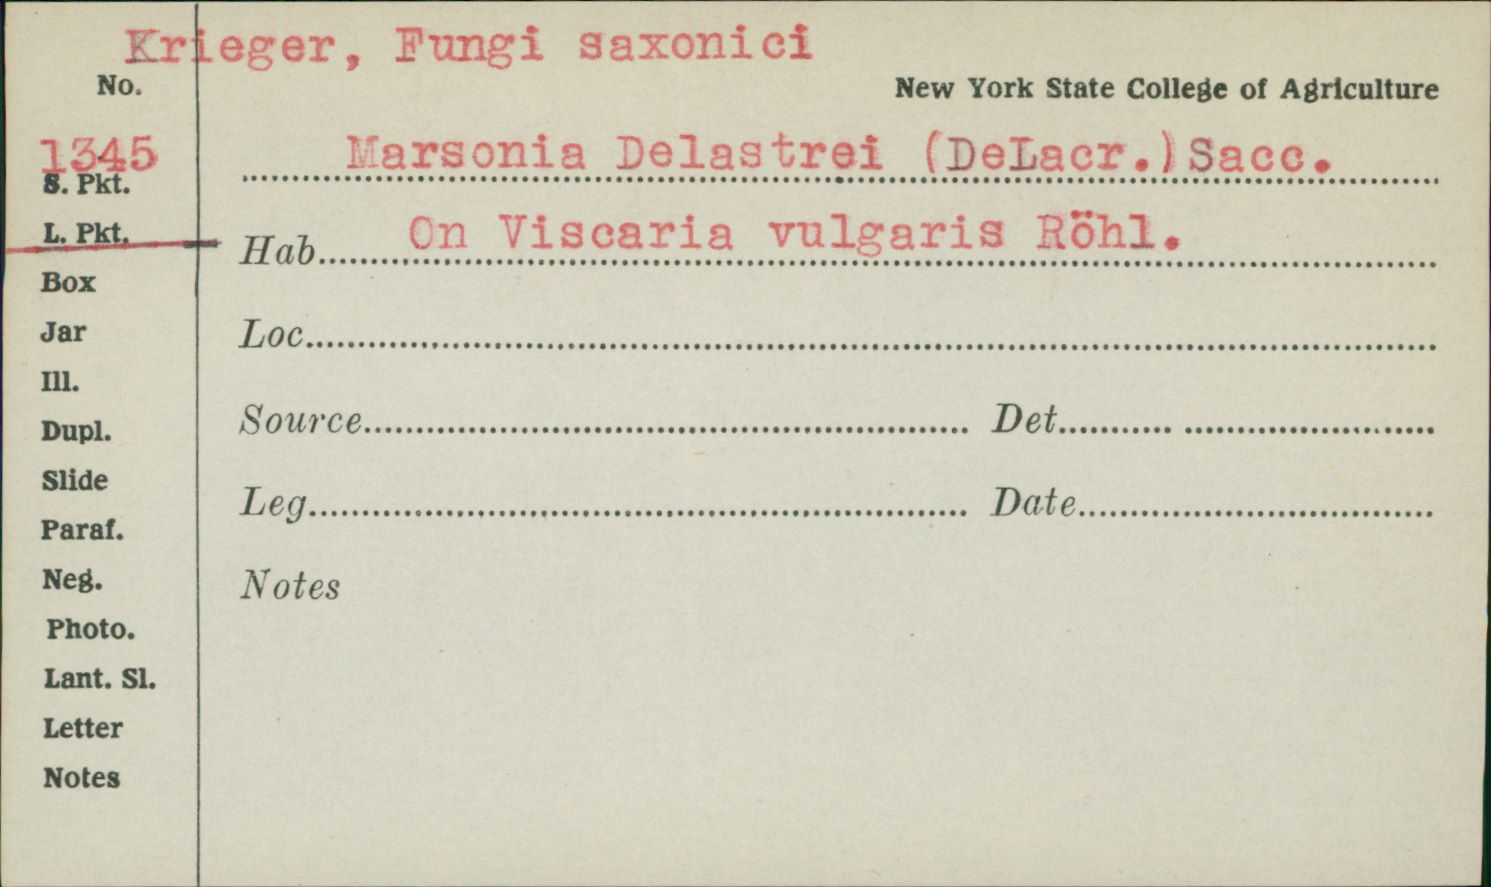 Krieger, Fungi saxonici
No.
New York State College of Agriculture
1345
Marsonia Delastrei (DeLacr.)Sacc.
S. Pkt.
L. Pkt.
Hab. On Viscaria vulgaris Röhl.
Box
Jar
Loc.
Ill.
Dupl.
Source Det.
Slide
Leg. Date
Paraf.
Neg.
Notes
Photo.
Lant. Sl.
Letter
Notes